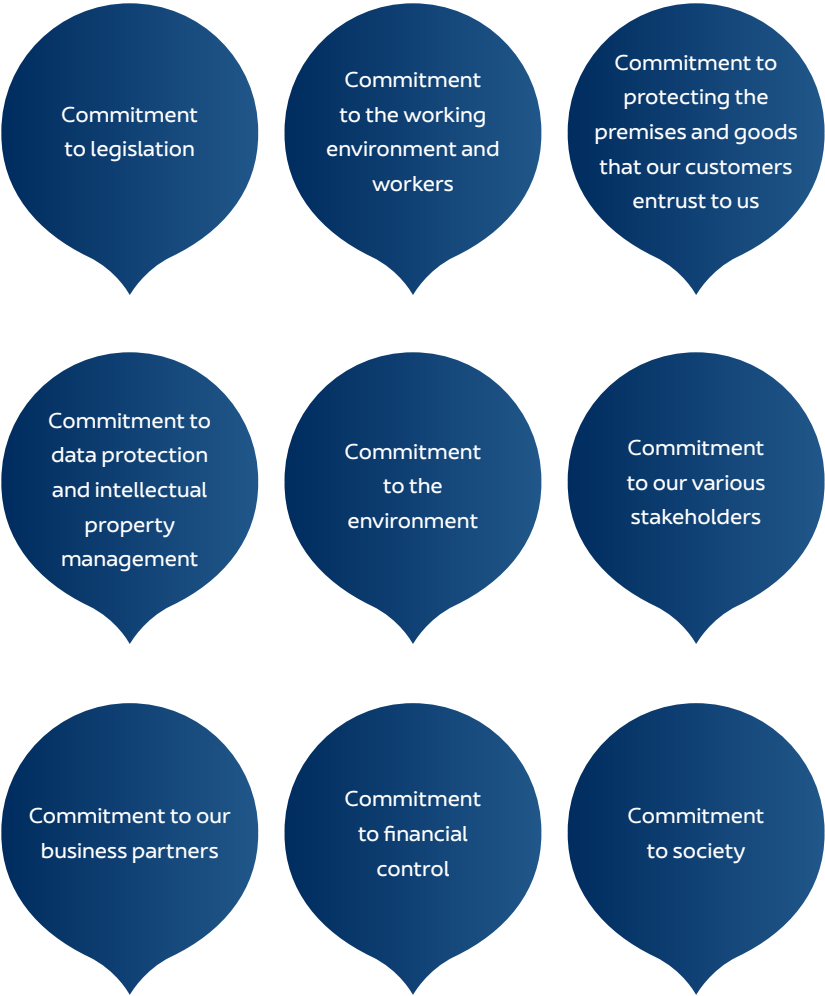 Commitment
to legislation
Commitment
to the working
environment and
workers
Commitment to
protecting the
premises and goods
that our customers
entrust to us
Commitment to
data protection
and intellectual
property
management
Commitment
to the
environment
Commitment
to our various
stakeholders
Commitment to our
business partners
Commitment
to financial
control
Commitment
to society